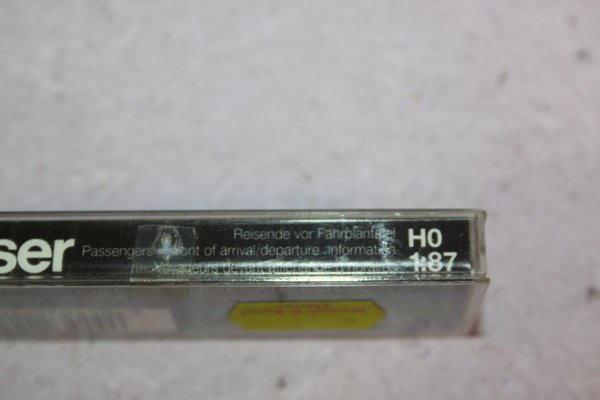 ser
Reisende vor Fahrplantafel
Passengers in front of arrival/departure information
H0
1:87